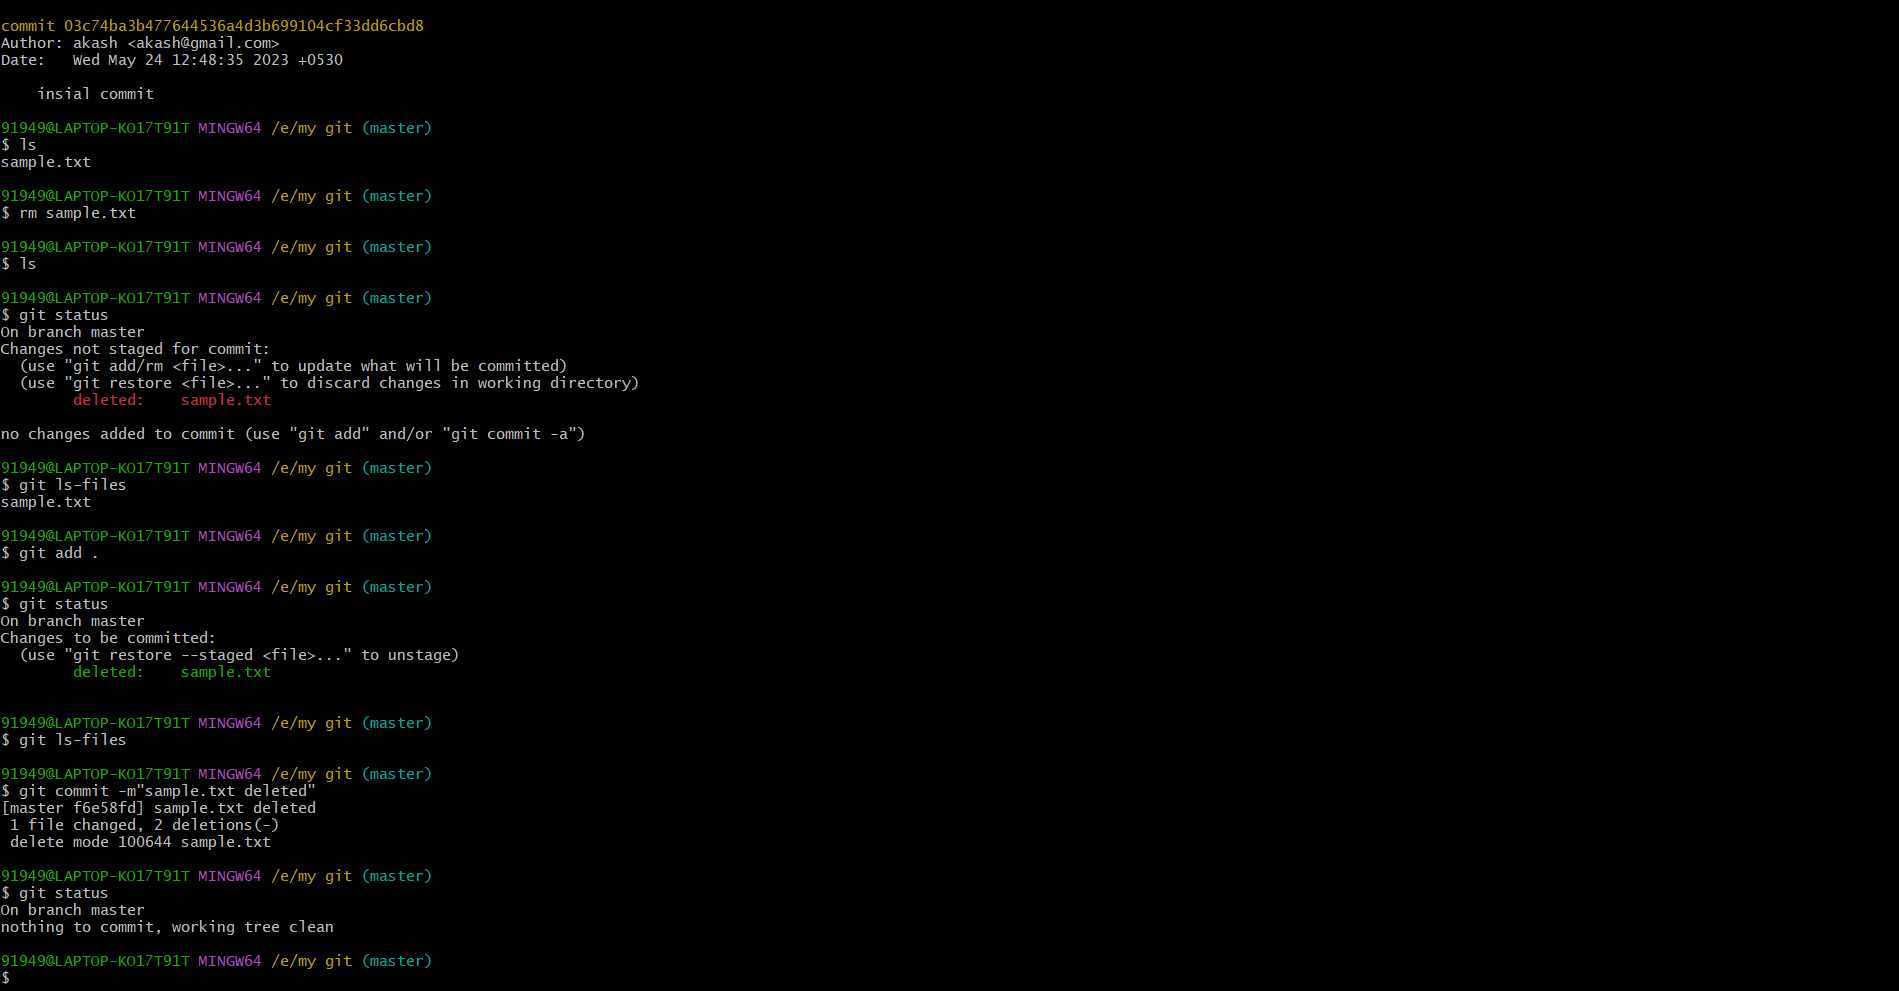 commit 03c74ba3b477644536a4d3b699104cf33dd6cbd8
Author: akash <akash@gmail.com>
Date:   Wed May 24 12:48:35 2023 +0530
    insial commit
91949@LAPTOP-KO17T91T MINGW64 /e/my git (master)
$ ls
sample.txt
91949@LAPTOP-KO17T91T MINGW64 /e/my git (master)
$ rm sample.txt
91949@LAPTOP-KO17T91T MINGW64 /e/my git (master)
$ ls
91949@LAPTOP-KO17T91T MINGW64 /e/my git (master)
$ git status
On branch master
Changes not staged for commit:
  (use "git add/rm <file>..." to update what will be committed)
  (use "git restore <file>..." to discard changes in working directory)
        deleted:    sample.txt
no changes added to commit (use "git add" and/or "git commit -a")
91949@LAPTOP-KO17T91T MINGW64 /e/my git (master)
$ git ls-files
sample.txt
91949@LAPTOP-KO17T91T MINGW64 /e/my git (master)
$ git add .
91949@LAPTOP-KO17T91T MINGW64 /e/my git (master)
$ git status
On branch master
Changes to be committed:
  (use "git restore --staged <file>..." to unstage)
        deleted:    sample.txt
91949@LAPTOP-KO17T91T MINGW64 /e/my git (master)
$ git ls-files
91949@LAPTOP-KO17T91T MINGW64 /e/my git (master)
$ git commit -m"sample.txt deleted"
[master f6e58fd] sample.txt deleted
 1 file changed, 2 deletions(-)
 delete mode 100644 sample.txt
91949@LAPTOP-KO17T91T MINGW64 /e/my git (master)
$ git status
On branch master
nothing to commit, working tree clean
91949@LAPTOP-KO17T91T MINGW64 /e/my git (master)
$